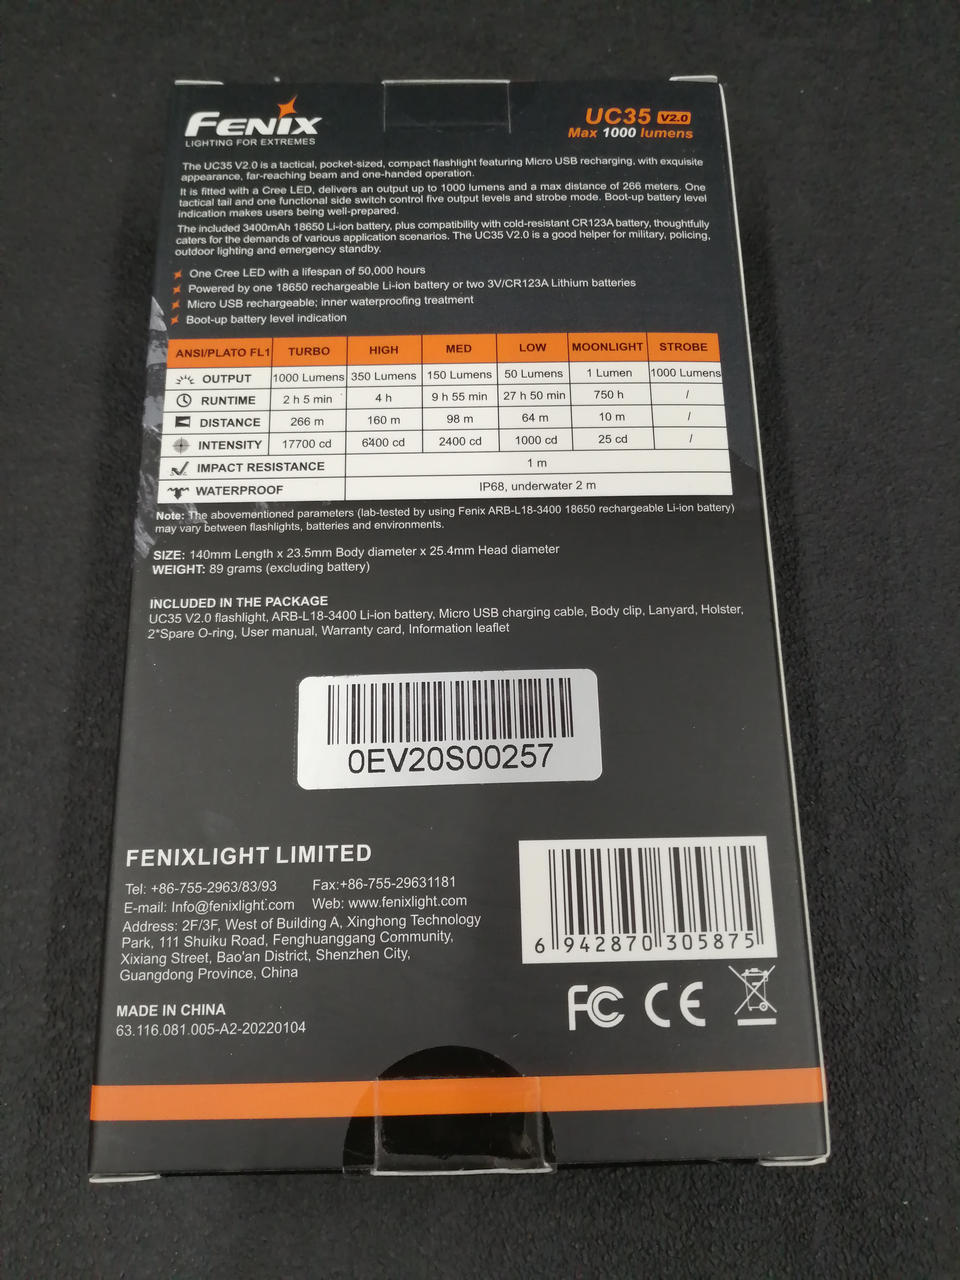 FENIX
LIGHTING FOR EXTREMES
UC35 V2.0
Max 1000 lumens
The UC35 V2.0 is a tactical, pocket-sized, compact flashlight featuring Micro USB recharging, with exquisite
appearance, far-reaching beam and one-handed operation.
It is fitted with a Cree LED, delivers an output up to 1000 lumens and a max distance of 266 meters. One
tactical tail and one functional side switch control five output levels and strobe mode. Boot-up battery level
indication makes users being well-prepared.
The included 3400mAh 18650 Li-ion battery, plus compatibility with cold-resistant CR123A battery, thoughtfully
caters for the demands of various application scenarios. The UC35 V2.0 is a good helper for military, policing,
outdoor lighting and emergency standby.
One Cree LED with a lifespan of 50,000 hours
Powered by one 18650 rechargeable Li-ion battery or two 3V/CR123A Lithium batteries
Micro USB rechargeable; inner waterproofing treatment
Boot-up battery level indication
ANSI/PLATO FL1 TURBO HIGH MED LOW MOONLIGHT STROBE
OUTPUT 1000 Lumens 350 Lumens 150 Lumens 50 Lumens 1 Lumen 1000 Lumens
RUNTIME 2 h 5 min 4 h 9 h 55 min 27 h 50 min 750 h /
DISTANCE 266 m 160 m 98 m 64 m 10 m /
INTENSITY 17700 cd 6400 cd 2400 cd 1000 cd 25 cd /
IMPACT RESISTANCE 1 m
WATERPROOF IP68, underwater 2 m
Note: The abovementioned parameters (lab-tested by using Fenix ARB-L18-3400 18650 rechargeable Li-ion battery)
may vary between flashlights, batteries and environments.
SIZE: 140mm Length x 23.5mm Body diameter x 25.4mm Head diameter
WEIGHT: 89 grams (excluding battery)
INCLUDED IN THE PACKAGE
UC35 V2.0 flashlight, ARB-L18-3400 Li-ion battery, Micro USB charging cable, Body clip, Lanyard, Holster,
2*Spare O-ring, User manual, Warranty card, Information leaflet
0EV20S00257
FENIXLIGHT LIMITED
Tel: +86-755-2963/83/93 Fax:+86-755-29631181
E-mail: Info@fenixlight.com Web: www.fenixlight.com
Address: 2F/3F, West of Building A, Xinghong Technology
Park, 111 Shuiku Road, Fenghuanggang Community,
Xixiang Street, Bao'an District, Shenzhen City,
Guangdong Province, China
6 942870 305875
FC CE
MADE IN CHINA
63.116.081.005-A2-20220104